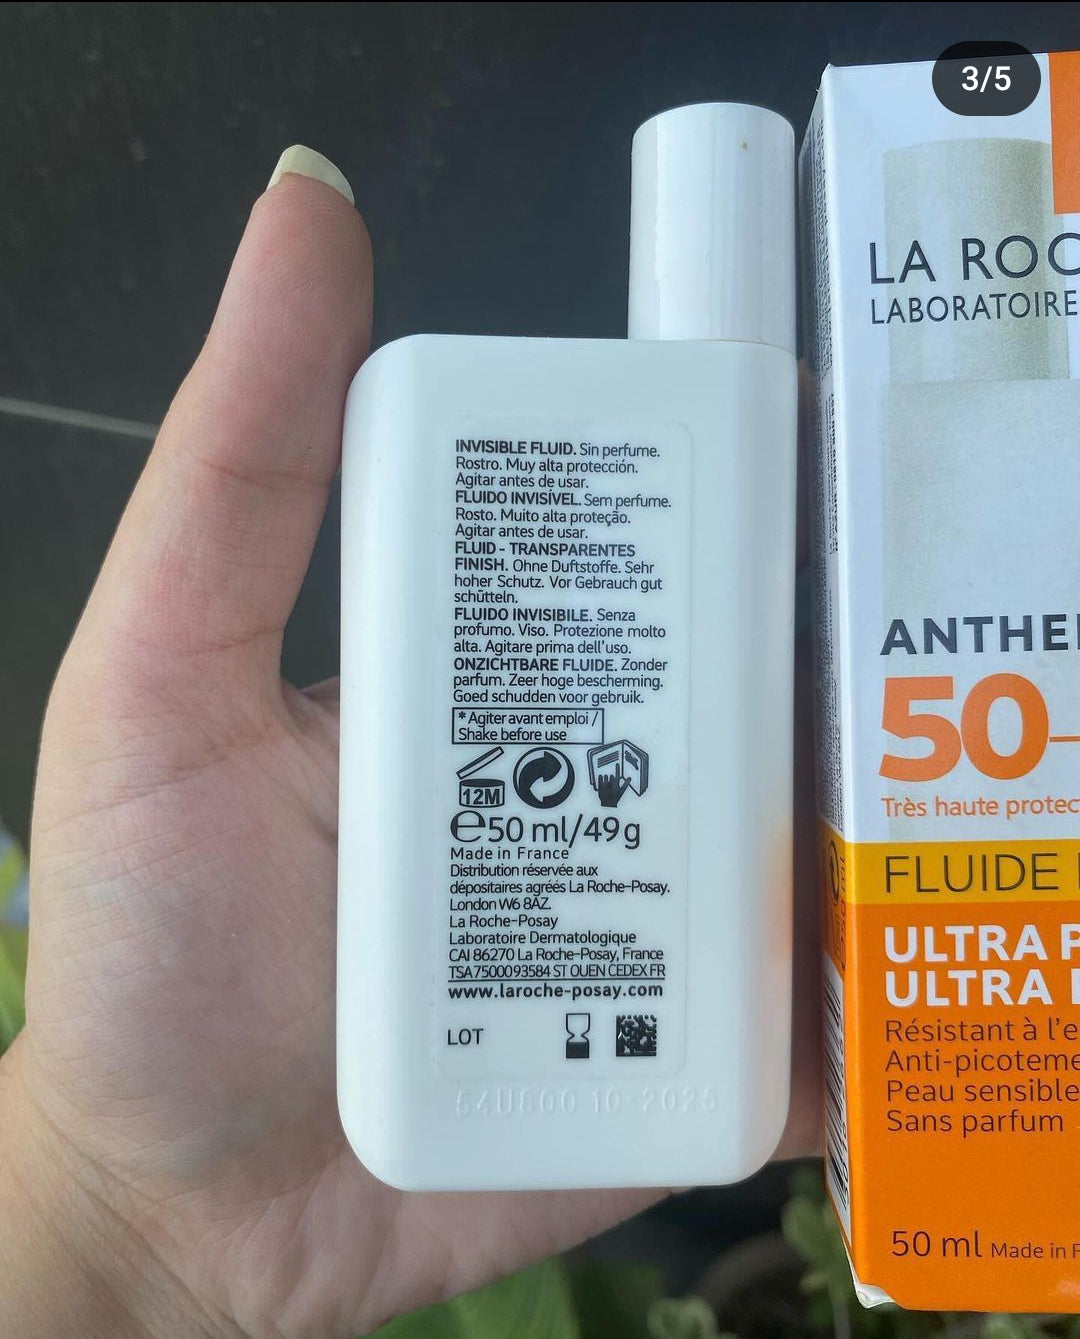 3/5
INVISIBLE FLUID. Sin perfume.
Rostro. Muy alta protección.
Agitar antes de usar.
FLUIDO INVISÍVEL. Sem perfume.
Rosto. Muito alta proteção.
Agitar antes de usar.
FLUID - TRANSPARENTES
FINISH. Ohne Duftstoffe. Sehr
hoher Schutz. Vor Gebrauch gut
schütteln.
FLUIDO INVISIBILE. Senza
profumo. Viso. Protezione molto
alta. Agitare prima dell'uso.
ONZICHTBARE FLUIDE. Zonder
parfum. Zeer hoge bescherming.
Goed schudden voor gebruik.
* Agiter avant emploi /
Shake before use
12M
e50 ml/49g
Made in France
Distribution réservée aux
dépositaires agréés La Roche-Posay.
London W6 8AZ.
La Roche-Posay
Laboratoire Dermatologique
CAI 86270 La Roche-Posay, France
TSA 75000 93584 ST OUEN CEDEX FR
www.laroche-posay.com
LOT
54U800 10 2025
LA ROC
LABORATOIRE
ANTHE
50
Très haute protec
FLUIDE
ULTRA P
ULTRA
Résistant à l'e
Anti-picoteme
Peau sensible
Sans parfum
50 ml Made in F